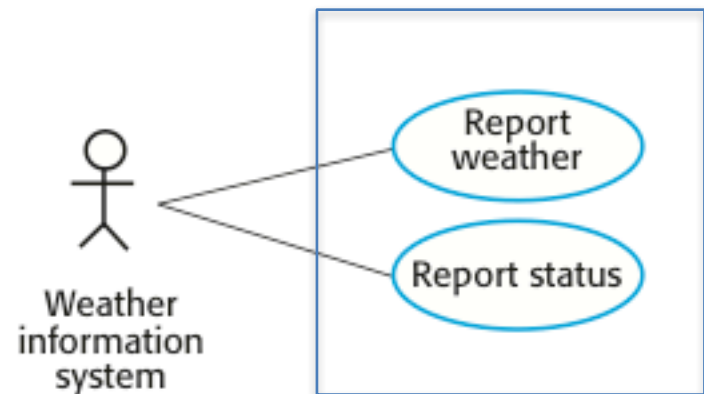 Report
weather
Report status
Weather
information
system